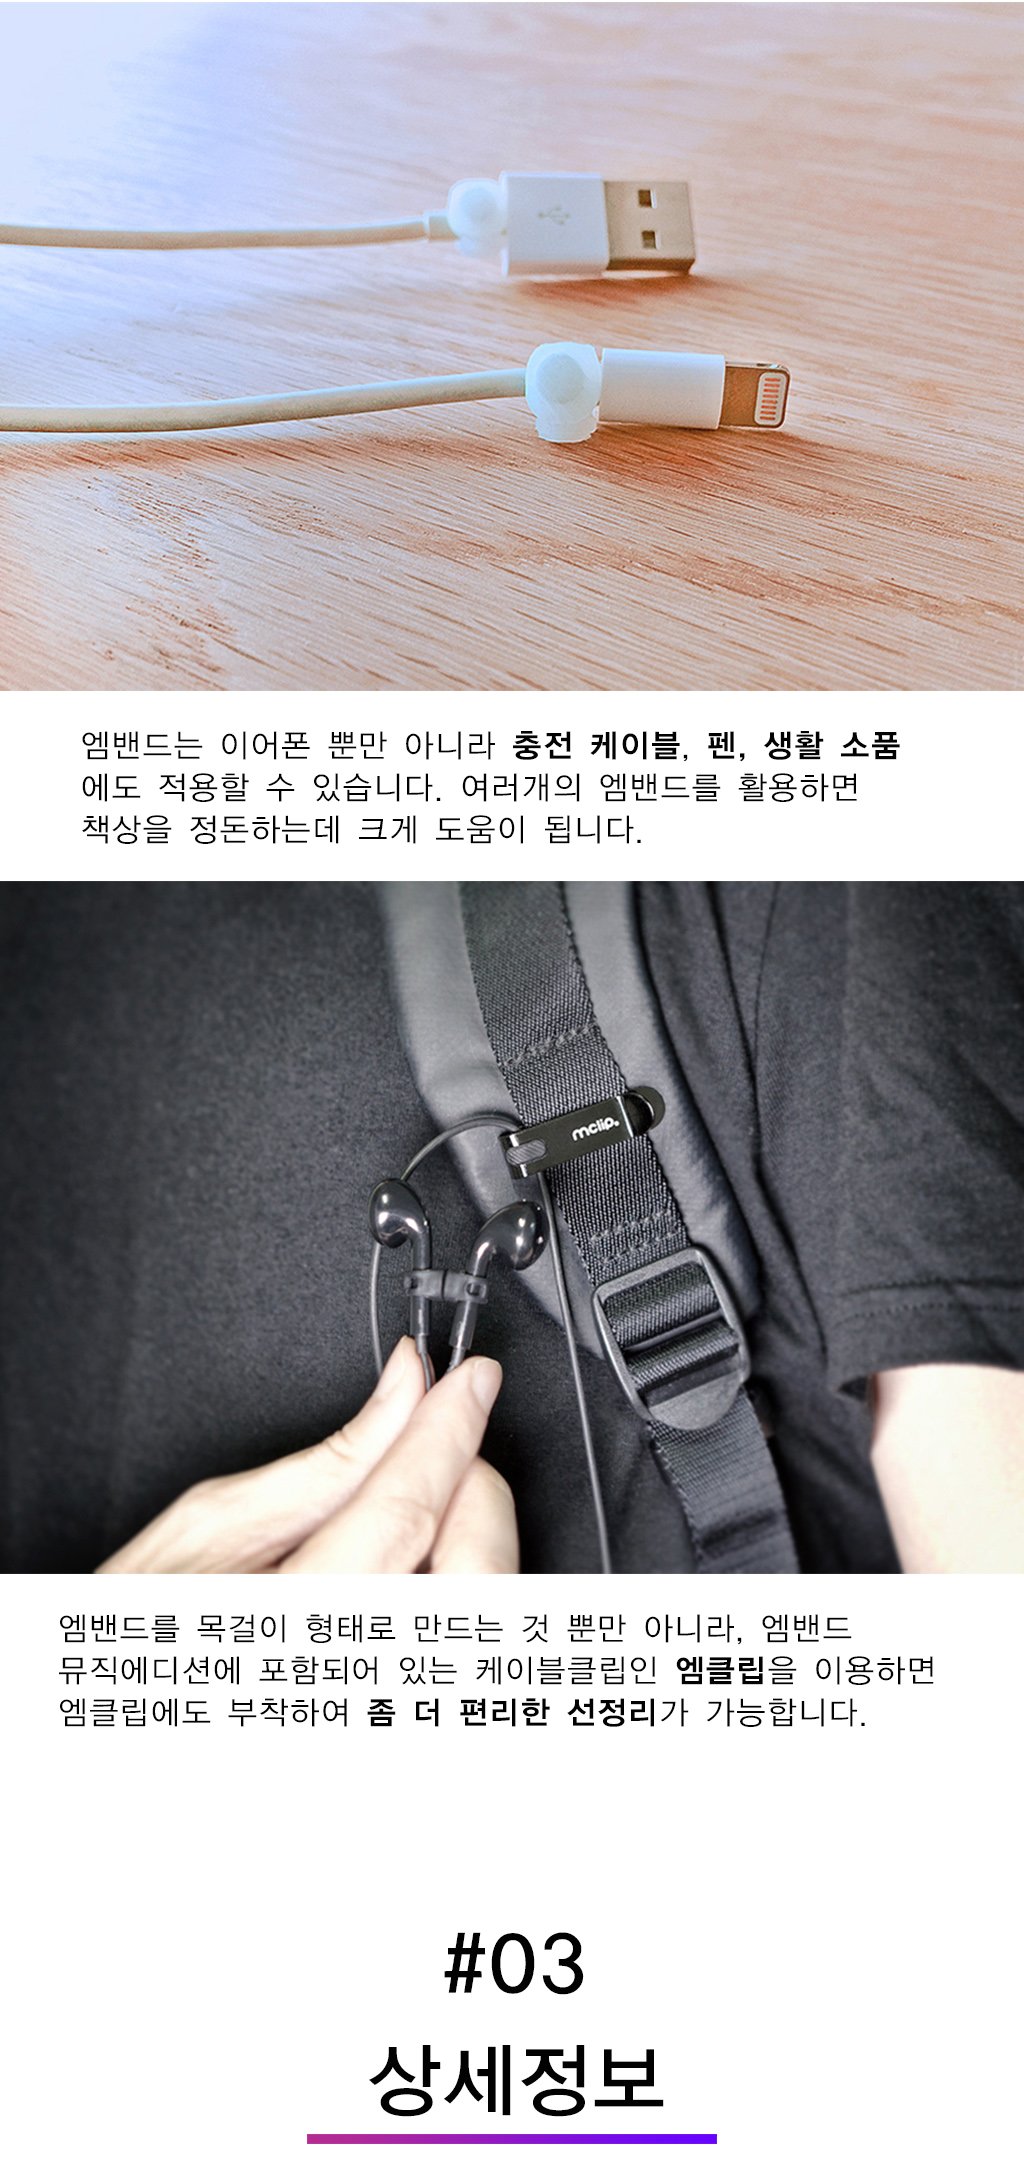 엠밴드는 이어폰 뿐만 아니라 충전 케이블, 펜, 생활 소품
에도 적용할 수 있습니다. 여러개의 엠밴드를 활용하면
책상을 정돈하는데 크게 도움이 됩니다.
mclip.
엠밴드를 목걸이 형태로 만드는 것 뿐만 아니라, 엠밴드
뮤직에디션에 포함되어 있는 케이블클립인 엠클립을 이용하면
엠클립에도 부착하여 좀 더 편리한 선정리가 가능합니다.
#03
상세정보